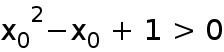 x₀² − x₀ + 1 > 0